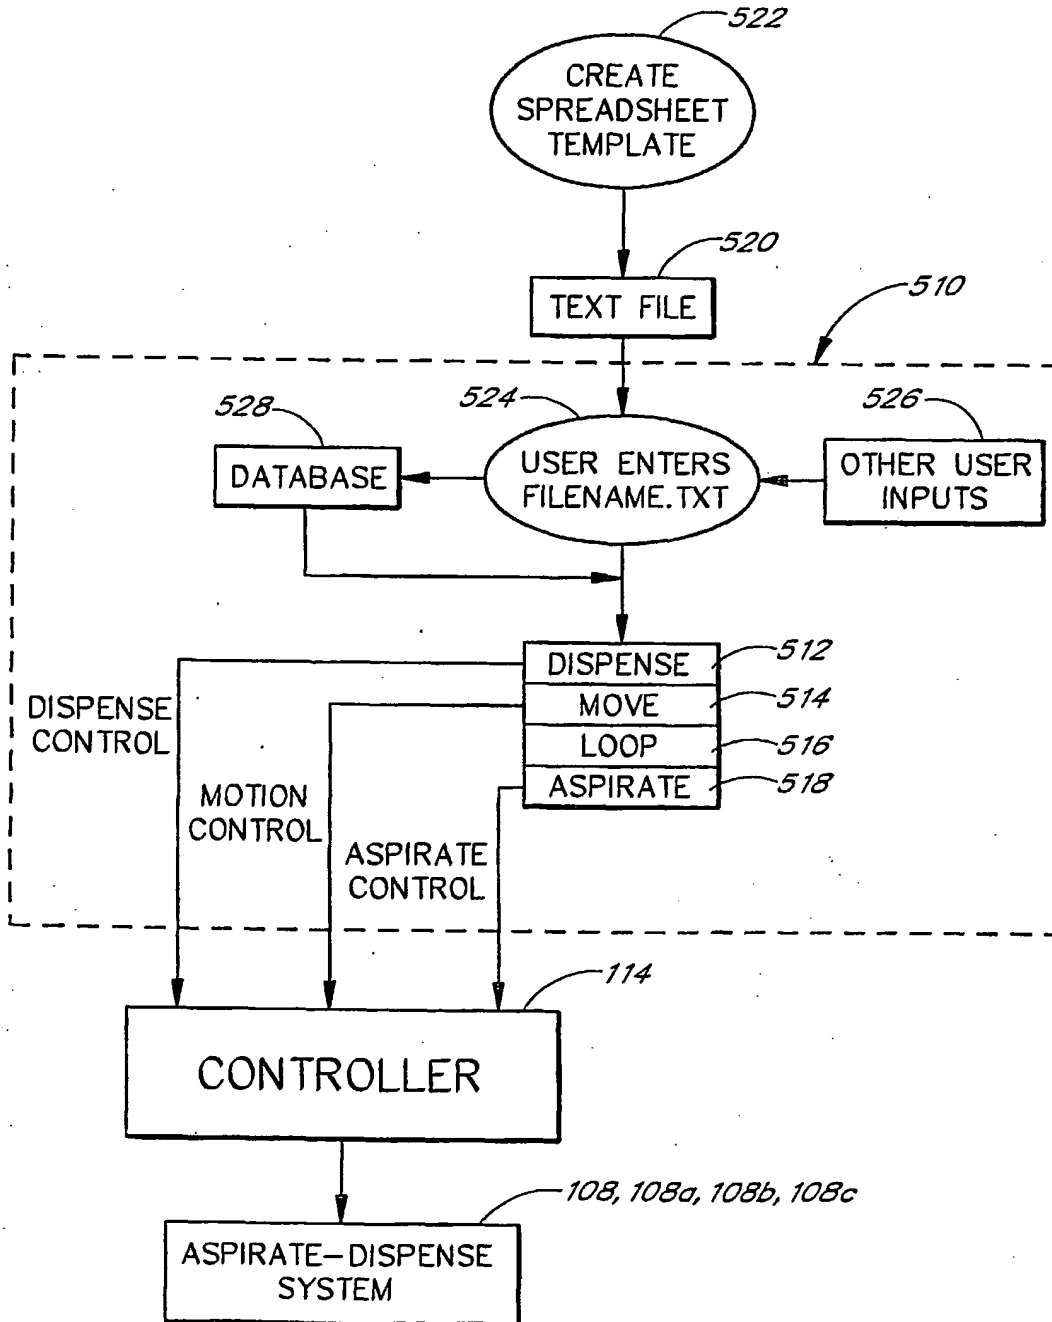 522
CREATE
SPREADSHEET
TEMPLATE
520
TEXT FILE
510
528
524
526
DATABASE
USER ENTERS
FILENAME.TXT
OTHER USER
INPUTS
DISPENSE
512
MOVE
514
LOOP
516
ASPIRATE
518
DISPENSE
CONTROL
MOTION
CONTROL
ASPIRATE
CONTROL
114
CONTROLLER
108, 108a, 108b, 108c
ASPIRATE-DISPENSE
SYSTEM